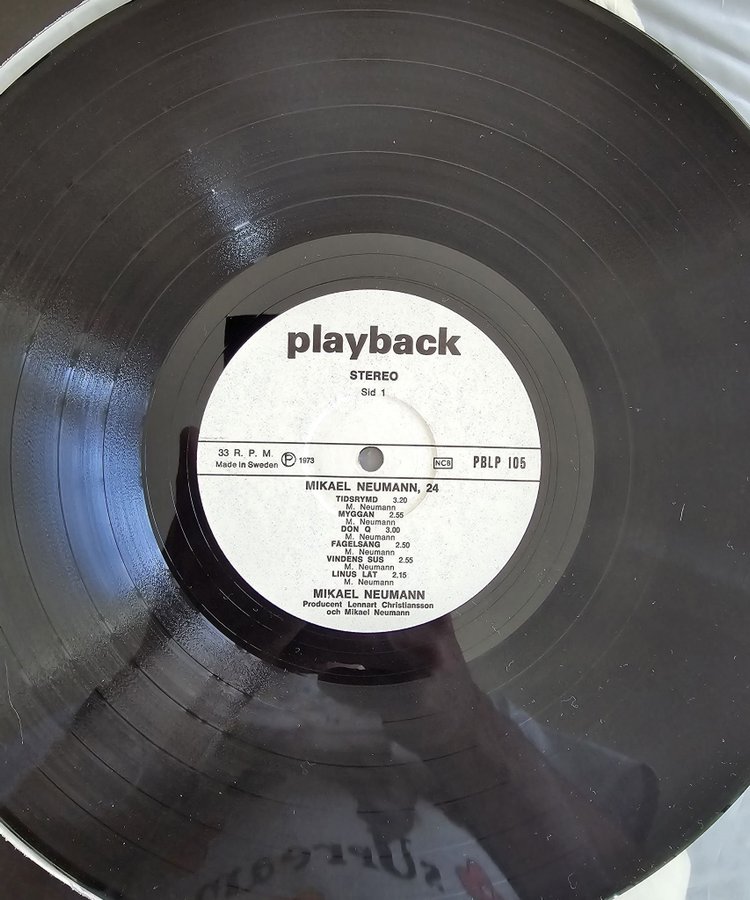 playback
STEREO
Sid 1
33 R. P. M.
Made in Sweden
P 1973
NCB
PBLP 105
MIKAEL NEUMANN, 24
TIDSRYMD 3.20
M. Neumann
MYGGAN 2.55
M. Neumann
DON Q 3.00
M. Neumann
FÅGELSÅNG 2.50
M. Neumann
VINDENS SUS 2.55
M. Neumann
LINUS LÅT 2.15
M. Neumann
MIKAEL NEUMANN
Producent Lennart Christiansson
och Mikael Neumann